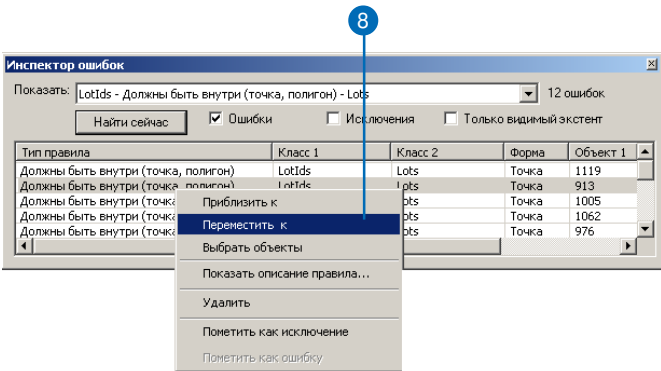 8
Инспектор ошибок
Показать: LotIds - Должны быть внутри (точка, полигон) - Lots 12 ошибок
Найти сейчас Ошибки Исключения Только видимый экстент
Тип правила Класс 1 Класс 2 Форма Объект 1
Должны быть внутри (точка, полигон) LotIds Lots Точка 1119
Должны быть внутри (точка, полигон) LotIds Lots Точка 913
Должны быть внутри (точка Точка 1005
Должны быть внутри (точка Точка 1062
Должны быть внутри (точка Точка 976
Приблизить к
Переместить к
Выбрать объекты
Показать описание правила...
Удалить
Пометить как исключение
Пометить как ошибку